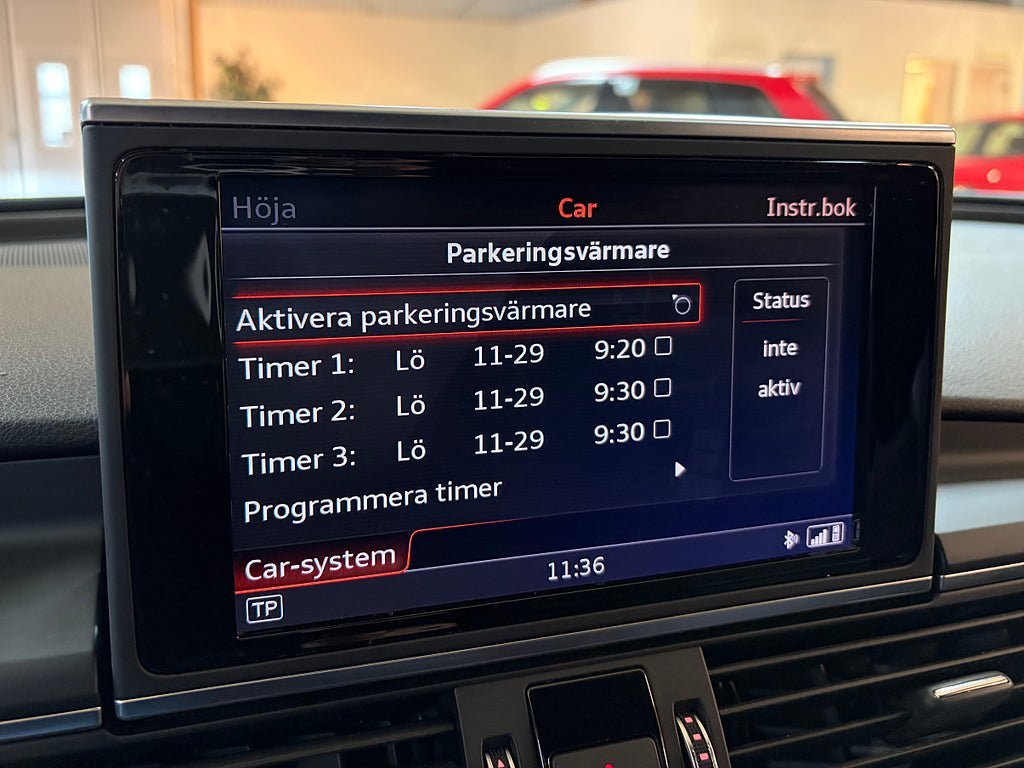 Höja Car Instr.bok
Parkeringsvärmare
Aktivera parkeringsvärmare
Timer 1: Lö 11-29 9:20
Timer 2: Lö 11-29 9:30
Timer 3: Lö 11-29 9:30
Programmera timer
Status
inte
aktiv
Car-system
11:36
TP